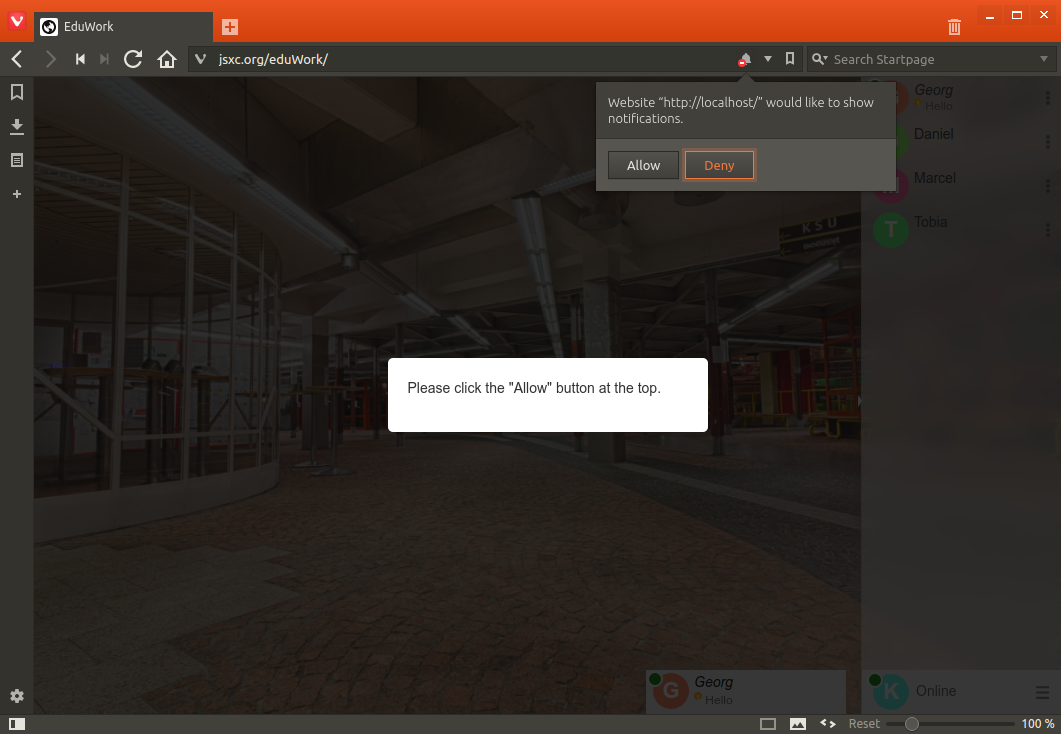 EduWork
jsxc.org/eduWork/
Search Startpage
Website “http://localhost/” would like to show
notifications.
Allow
Deny
Georg
Hello
Daniel
Marcel
M
Tobia
T
KSU
Please click the "Allow" button at the top.
G
Georg
Hello
K
Online
Reset
100 %